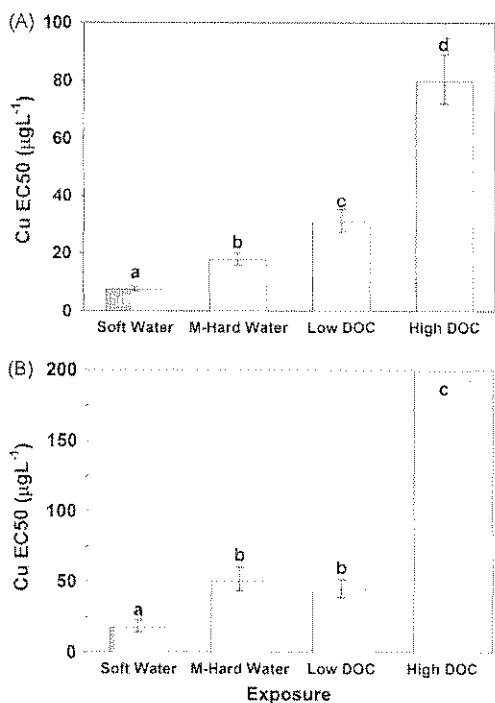 (A)
100
80
60
40
20
0
Cu EC50 (µgL⁻¹)
a
b
c
d
Soft Water M-Hard Water Low DOC High DOC
(B)
200
150
100
50
0
Cu EC50 (µgL⁻¹)
a
b
b
c
Soft Water M-Hard Water Low DOC High DOC
Exposure